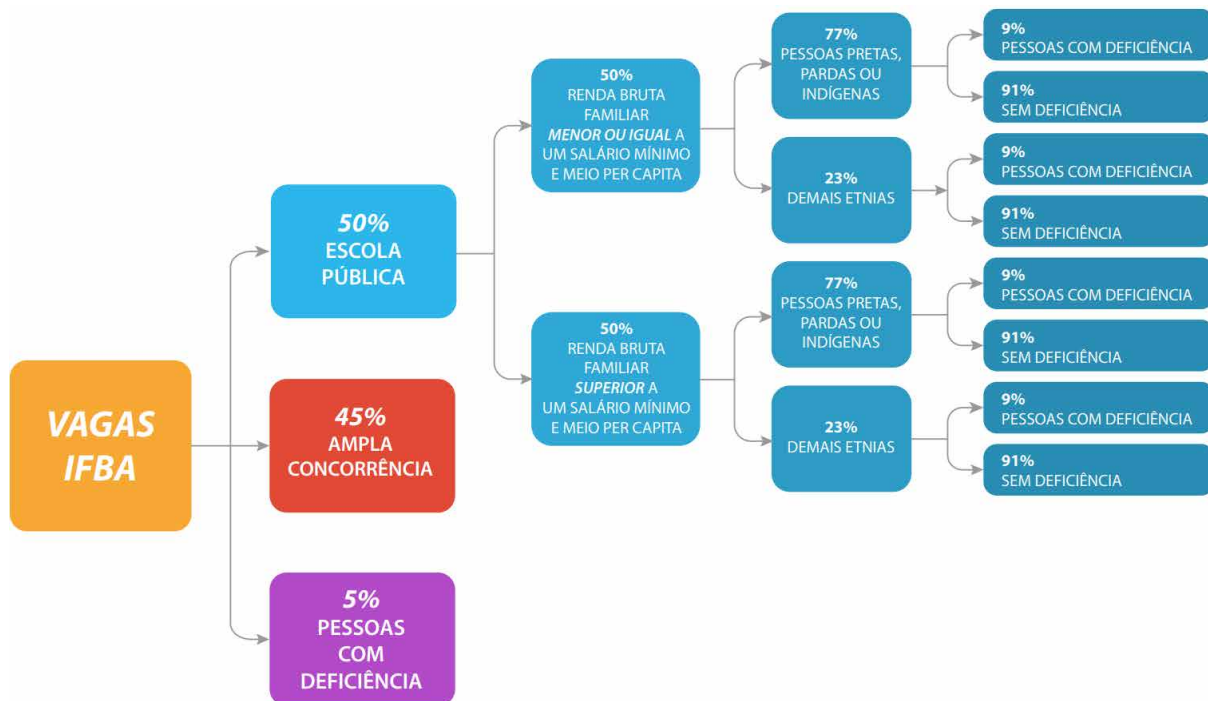 VAGAS
IFBA
50%
ESCOLA
PÚBLICA
45%
AMPLA
CONCORRÊNCIA
5%
PESSOAS
COM
DEFICIÊNCIA
50%
RENDA BRUTA
FAMILIAR
MENOR OU IGUAL A
UM SALÁRIO MÍNIMO
E MEIO PER CAPITA
50%
RENDA BRUTA
FAMILIAR
SUPERIOR A
UM SALÁRIO MÍNIMO
E MEIO PER CAPITA
77%
PESSOAS PRETAS,
PARDAS OU
INDÍGENAS
23%
DEMAIS ETNIAS
77%
PESSOAS PRETAS,
PARDAS OU
INDÍGENAS
23%
DEMAIS ETNIAS
9%
PESSOAS COM DEFICIÊNCIA
91%
SEM DEFICIÊNCIA
9%
PESSOAS COM DEFICIÊNCIA
91%
SEM DEFICIÊNCIA
9%
PESSOAS COM DEFICIÊNCIA
91%
SEM DEFICIÊNCIA
9%
PESSOAS COM DEFICIÊNCIA
91%
SEM DEFICIÊNCIA